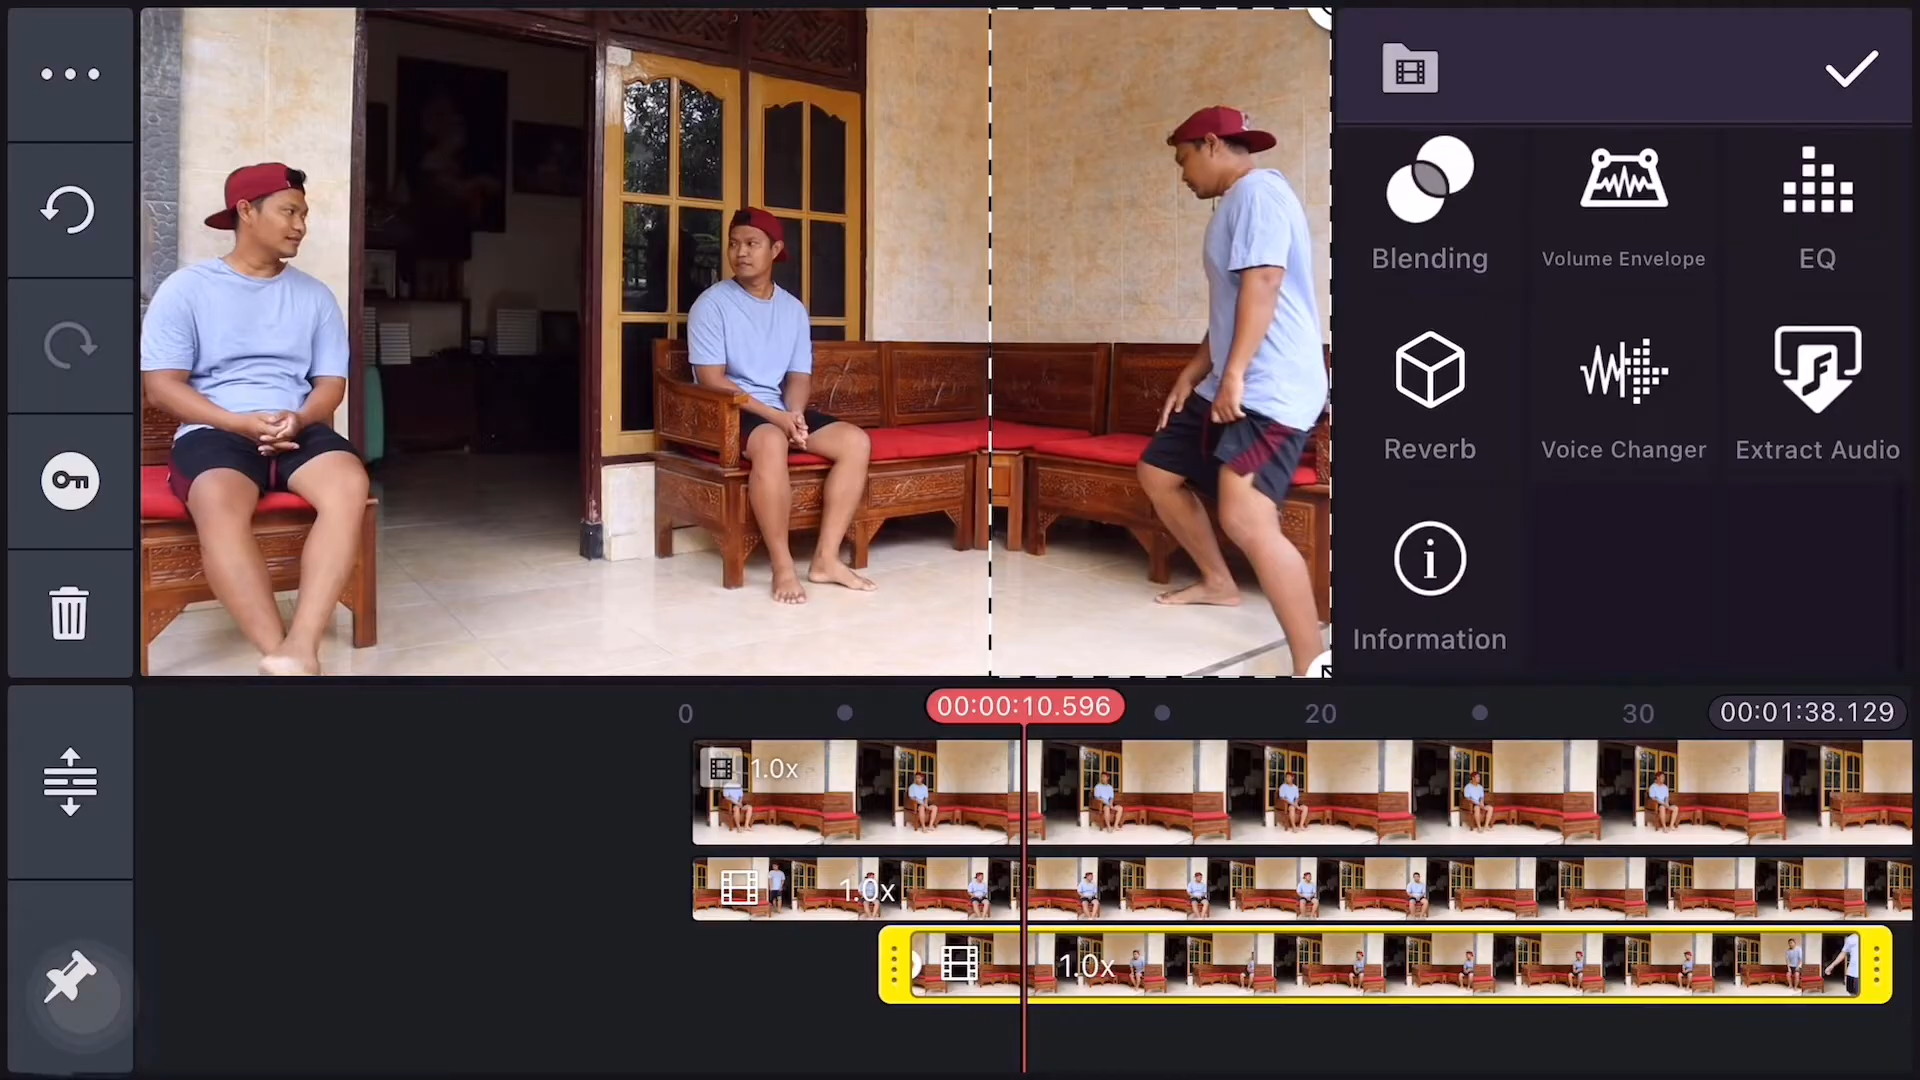 Blending
Volume Envelope
EQ
Reverb
Voice Changer
Extract Audio
Information
0
00:00:10.596
20
30
00:01:38.129
1.0x
1.0x
1.0x